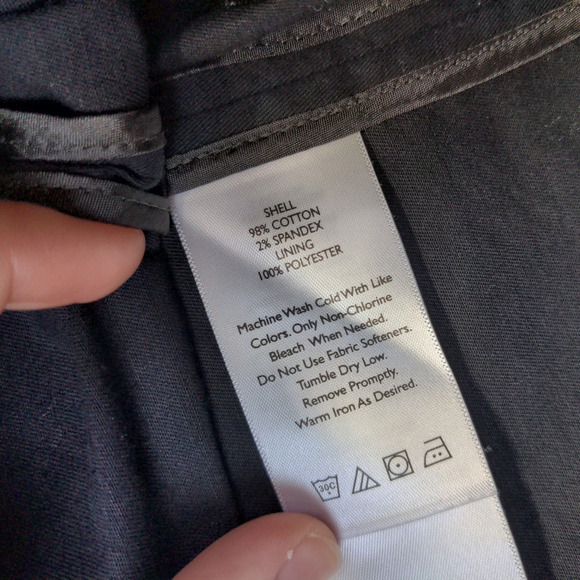 SHELL
98% COTTON
2% SPANDEX
LINING
100% POLYESTER
Machine Wash Cold With Like
Colors. Only Non-Chlorine
Bleach When Needed.
Do Not Use Fabric Softeners.
Tumble Dry Low.
Remove Promptly.
Warm Iron As Desired.
30C